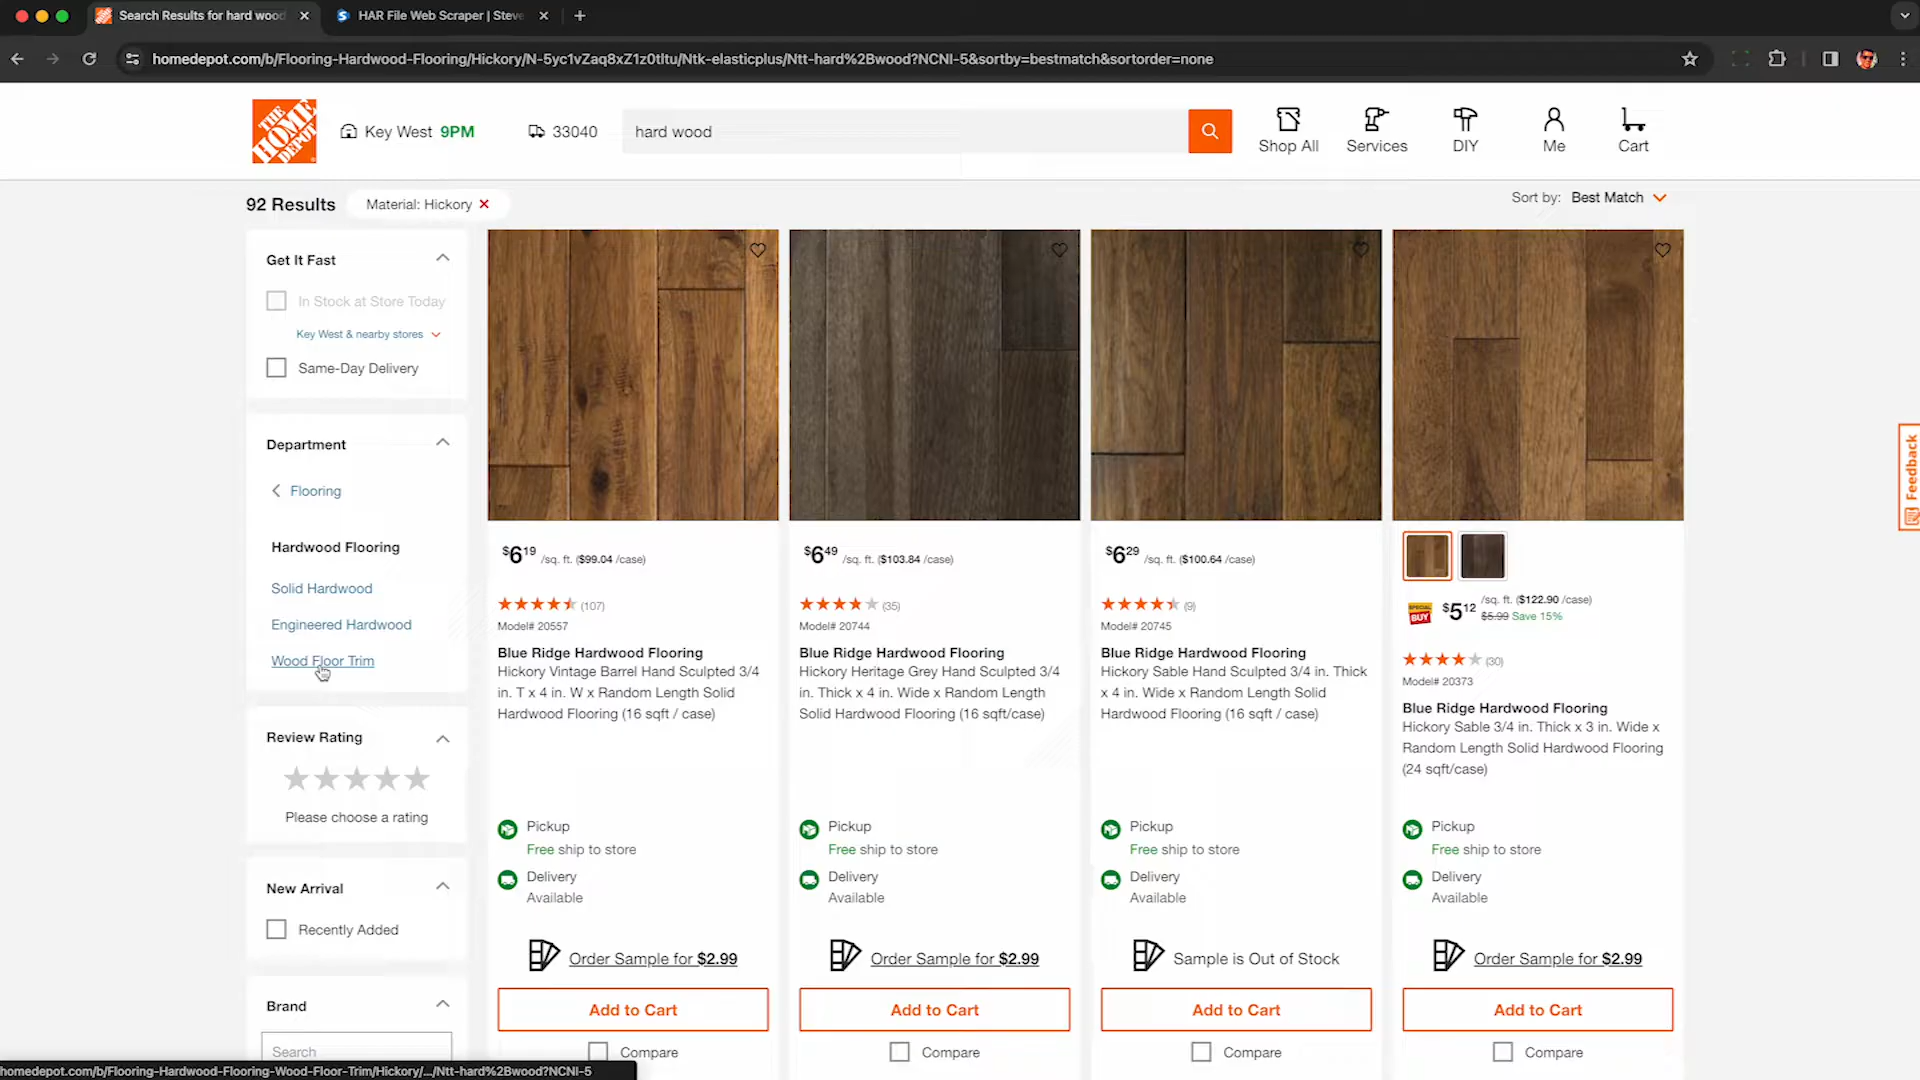 Search Results for hard wood
HAR File Web Scraper | Steve
homedepot.com/b/Flooring-Hardwood-Flooring/Hickory/N-5yc1vZaq8xZ1z0tltu/Ntk-elasticplus/Ntt-hard%2Bwood?NCNI-5&sortby=bestmatch&sortorder=none
THE HOME DEPOT
Key West 9PM
33040
hard wood
Shop All
Services
DIY
Me
Cart
92 Results
Material: Hickory
Sort by: Best Match
Get It Fast
In Stock at Store Today
Key West & nearby stores
Same-Day Delivery
Department
Flooring
Hardwood Flooring
Solid Hardwood
Engineered Hardwood
Wood Floor Trim
Review Rating
Please choose a rating
New Arrival
Recently Added
Brand
Search
$6.19 /sq. ft. ($99.04 /case)
(107)
Model# 20557
Blue Ridge Hardwood Flooring
Hickory Vintage Barrel Hand Sculpted 3/4
in. T x 4 in. W x Random Length Solid
Hardwood Flooring (16 sqft / case)
Pickup
Free ship to store
Delivery
Available
Order Sample for $2.99
Add to Cart
Compare
$6.49 /sq. ft. ($103.84 /case)
(35)
Model# 20744
Blue Ridge Hardwood Flooring
Hickory Heritage Grey Hand Sculpted 3/4
in. Thick x 4 in. Wide x Random Length
Solid Hardwood Flooring (16 sqft/case)
Pickup
Free ship to store
Delivery
Available
Order Sample for $2.99
Add to Cart
Compare
$6.29 /sq. ft. ($100.64 /case)
(9)
Model# 20745
Blue Ridge Hardwood Flooring
Hickory Sable Hand Sculpted 3/4 in. Thick
x 4 in. Wide x Random Length Solid
Hardwood Flooring (16 sqft / case)
Pickup
Free ship to store
Delivery
Available
Sample is Out of Stock
Add to Cart
Compare
SPECIAL BUY
$5.12 /sq. ft. ($122.90 /case)
$5.99 Save 15%
(30)
Model# 20373
Blue Ridge Hardwood Flooring
Hickory Sable 3/4 in. Thick x 3 in. Wide x
Random Length Solid Hardwood Flooring
(24 sqft/case)
Pickup
Free ship to store
Delivery
Available
Order Sample for $2.99
Add to Cart
Compare
Feedback
homedepot.com/b/Flooring-Hardwood-Flooring-Wood-Floor-Trim/Hickory/.../Ntt-hard%2Bwood?NCNI-5